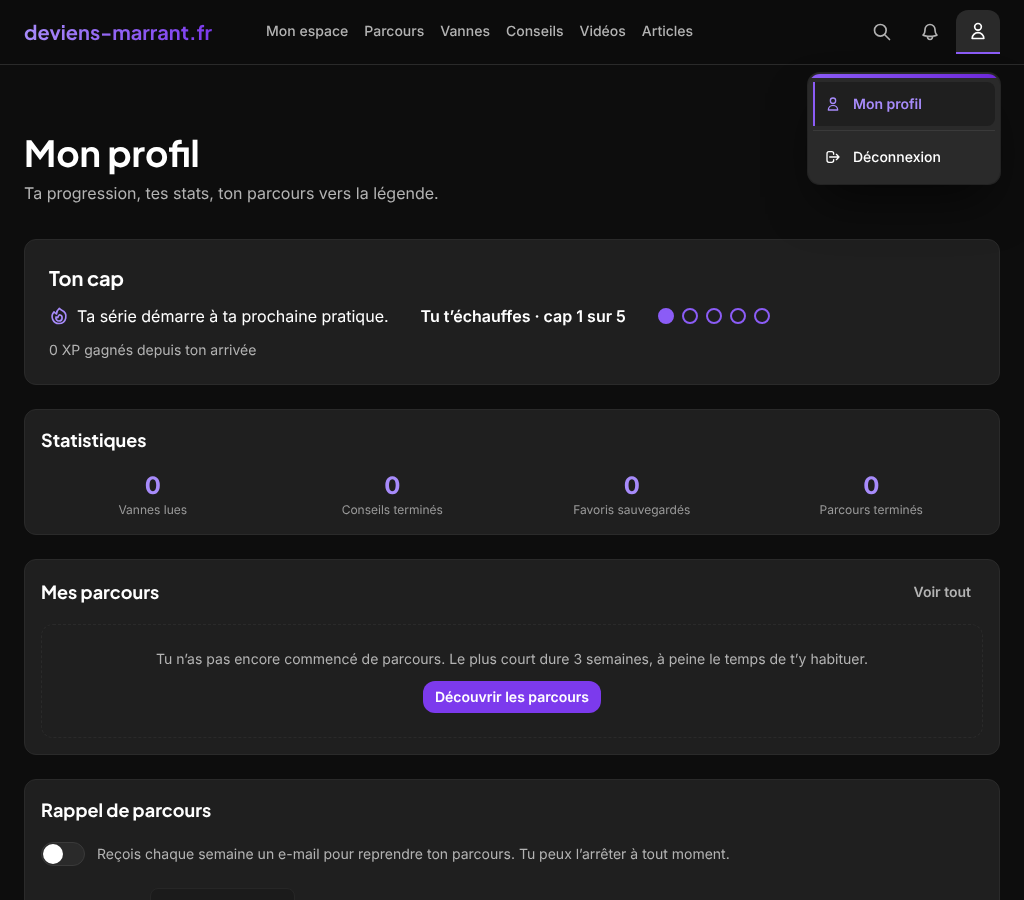 deviens-marrant.fr
Mon espace Parcours Vannes Conseils Vidéos Articles
Mon profil
Déconnexion
Mon profil
Ta progression, tes stats, ton parcours vers la légende.
Ton cap
Ta série démarre à ta prochaine pratique. Tu t’échauffes · cap 1 sur 5
0 XP gagnés depuis ton arrivée
Statistiques
0 0 0 0
Vannes lues Conseils terminés Favoris sauvegardés Parcours terminés
Mes parcours Voir tout
Tu n’as pas encore commencé de parcours. Le plus court dure 3 semaines, à peine le temps de t’y habituer.
Découvrir les parcours
Rappel de parcours
Reçois chaque semaine un e-mail pour reprendre ton parcours. Tu peux l’arrêter à tout moment.